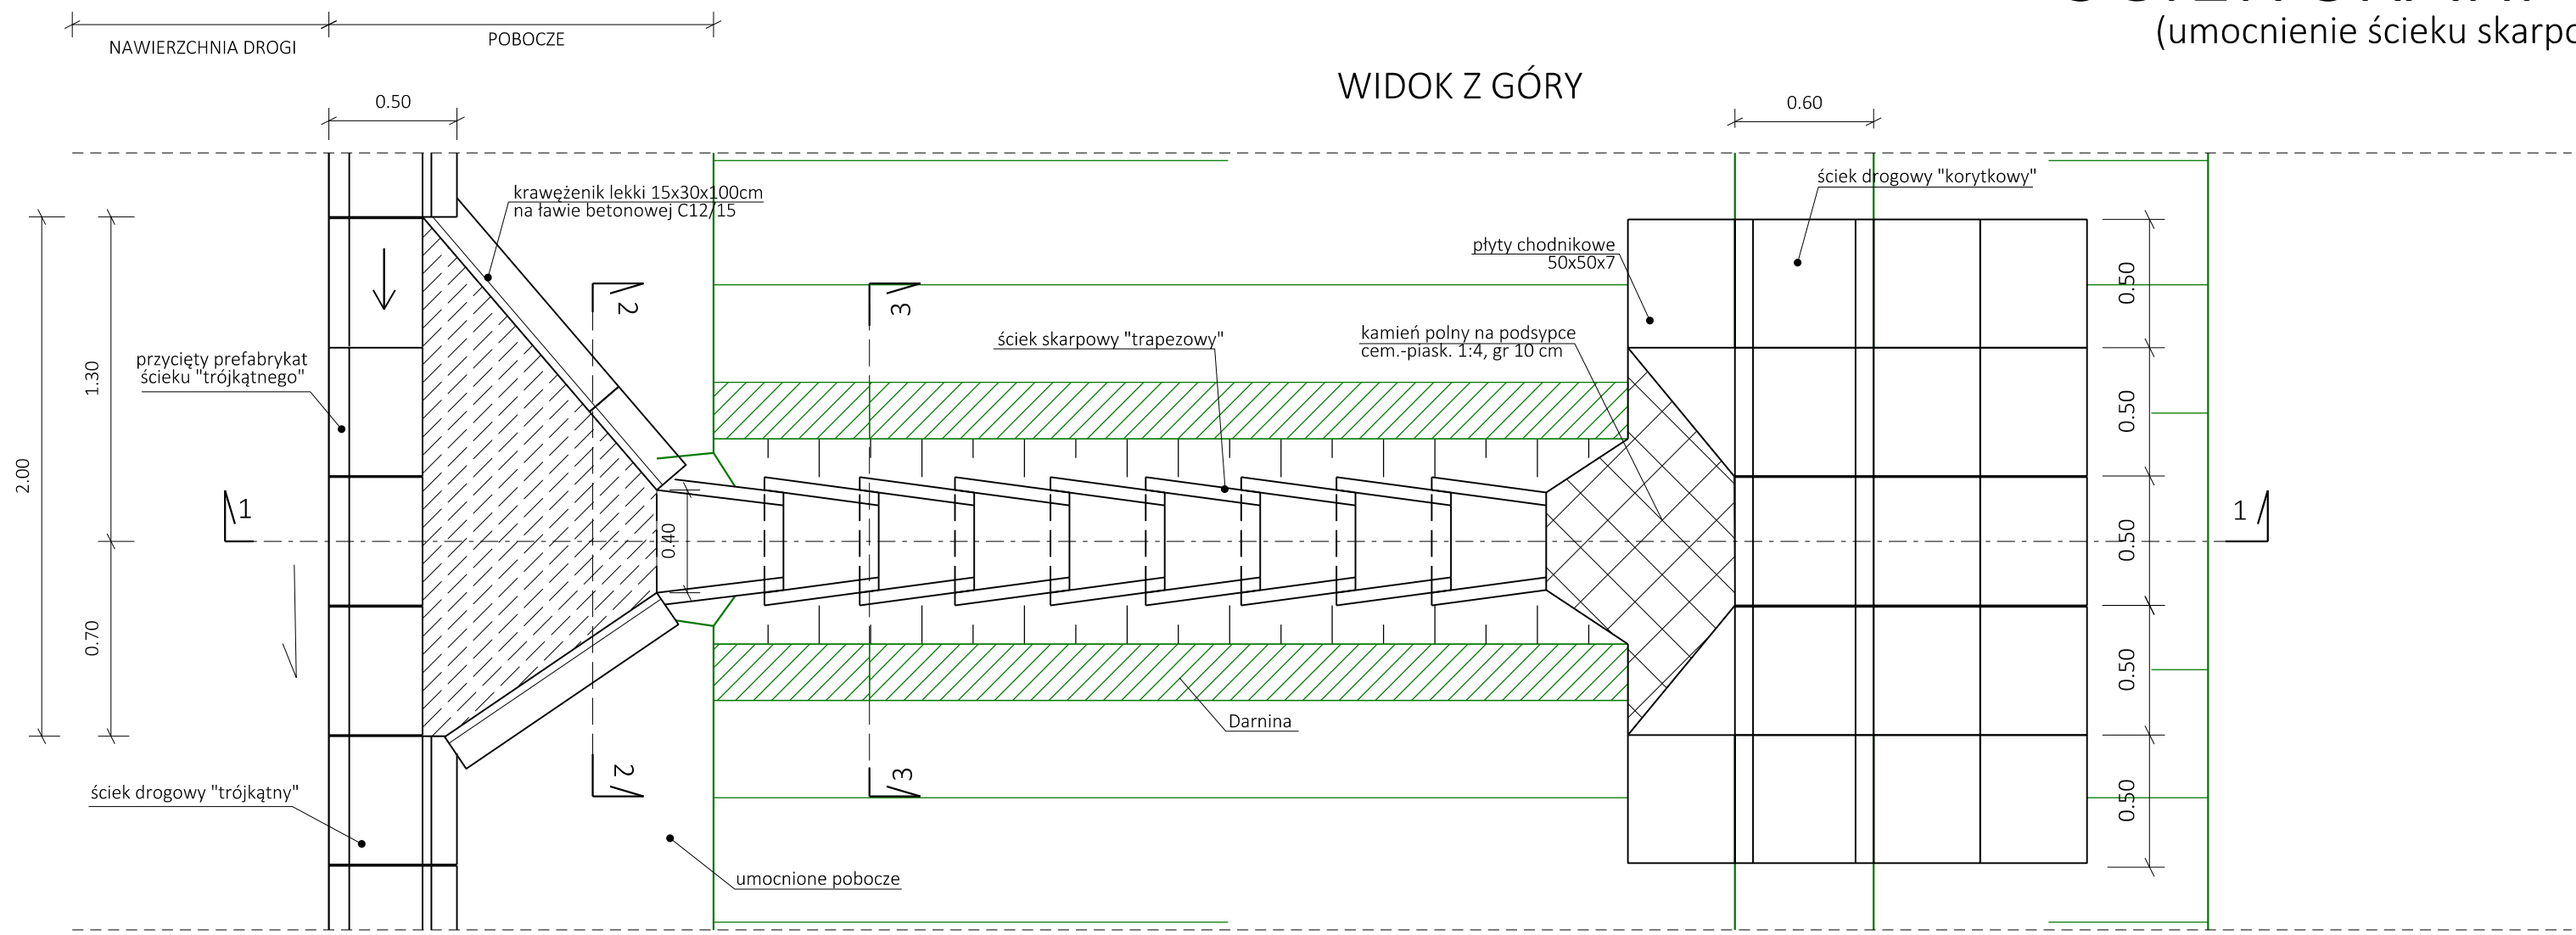 (umocnienie ścieku
NAWIERZCHNIA DROGI
POBOCZE
WIDOK Z GÓRY
0.50
0.60
krawężenik lekki 15x30x100cm
na ławie betonowej C12/15
ściek drogowy "korytkowy"
płyty chodnikowe
50x50x7
2
3
ściek skarpowy "trapezowy"
kamień polny na podsypce
cem.-piask. 1:4, gr 10 cm
przycięty prefabrykat
ścieku "trójkątnego"
1.30
2.00
0.70
0.40
1
1
0.50
0.50
0.50
0.50
0.50
Darnina
2
3
ściek drogowy "trójkątny"
umocnione pobocze